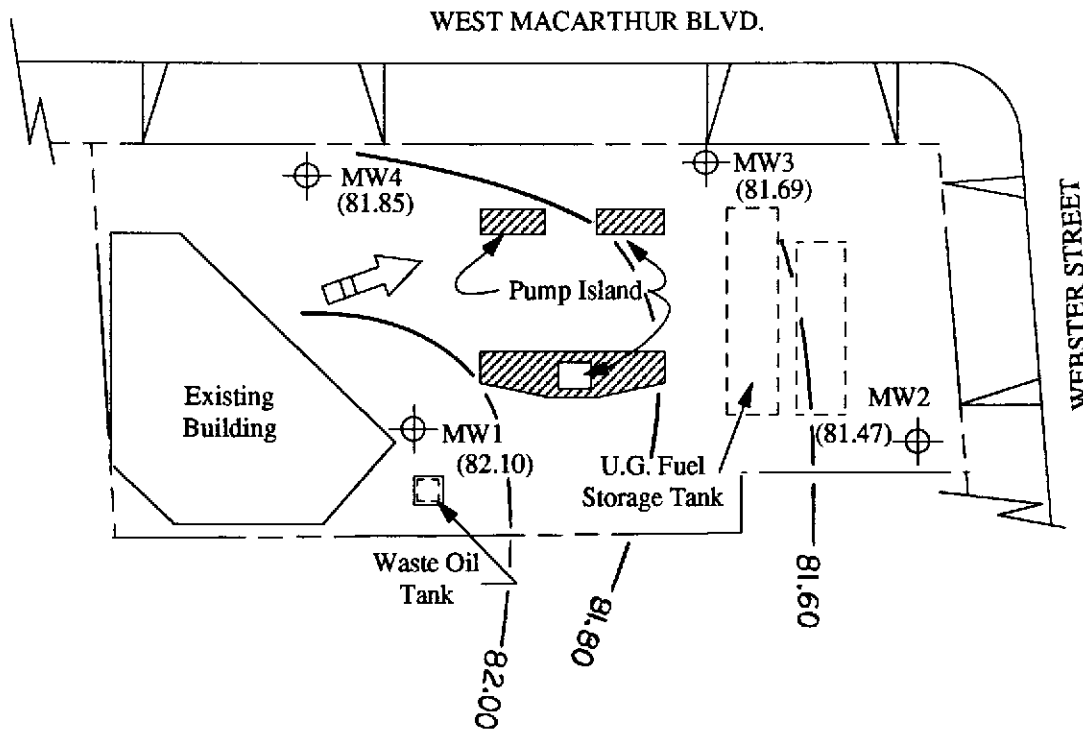 WEST MACARTHUR BLVD.
MW4
(81.85)
MW3
(81.69)
WEBSTER STREET
Pump Island
Existing
Building
MW1
(82.10)
MW2
(81.47)
U.G. Fuel
Storage Tank
Waste Oil
Tank
82.00
81.80
81.60